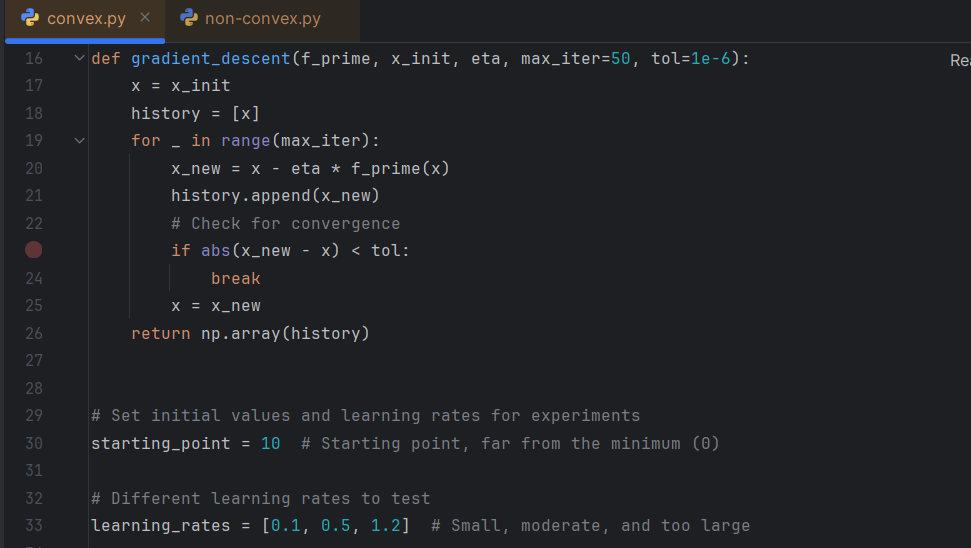 convex.py
non-convex.py
16 def gradient_descent(f_prime, x_init, eta, max_iter=50, tol=1e-6):
Rea
17 x = x_init
18 history = [x]
19 for _ in range(max_iter):
20 x_new = x - eta * f_prime(x)
21 history.append(x_new)
22 # Check for convergence
if abs(x_new - x) < tol:
24 break
25 x = x_new
26 return np.array(history)
27
28
29 # Set initial values and learning rates for experiments
30 starting_point = 10  # Starting point, far from the minimum (0)
31
32 # Different learning rates to test
33 learning_rates = [0.1, 0.5, 1.2]  # Small, moderate, and too large